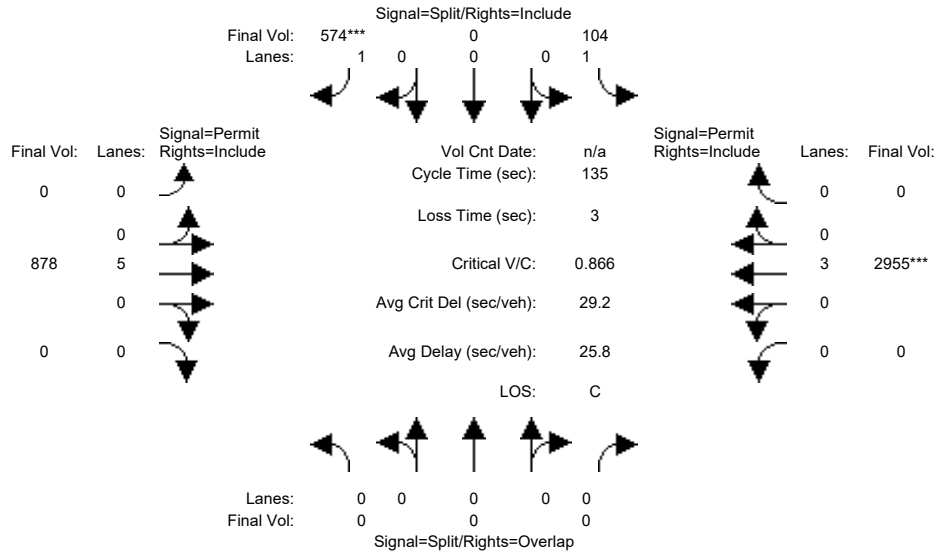 Signal=Split/Rights=Include
Final Vol: 574*** 0 104
Lanes: 1 0 0 0 1
Signal=Permit Signal=Permit
Final Vol: Lanes: Rights=Include Vol Cnt Date: n/a Rights=Include Lanes: Final Vol:
Cycle Time (sec): 135
0 0 0 0
Loss Time (sec): 3
0 0
878 5 Critical V/C: 0.866 3 2955***
0 Avg Crit Del (sec/veh): 29.2 0
0 0 Avg Delay (sec/veh): 25.8 0 0
LOS: C
Lanes: 0 0 0 0 0
Final Vol: 0 0 0
Signal=Split/Rights=Overlap